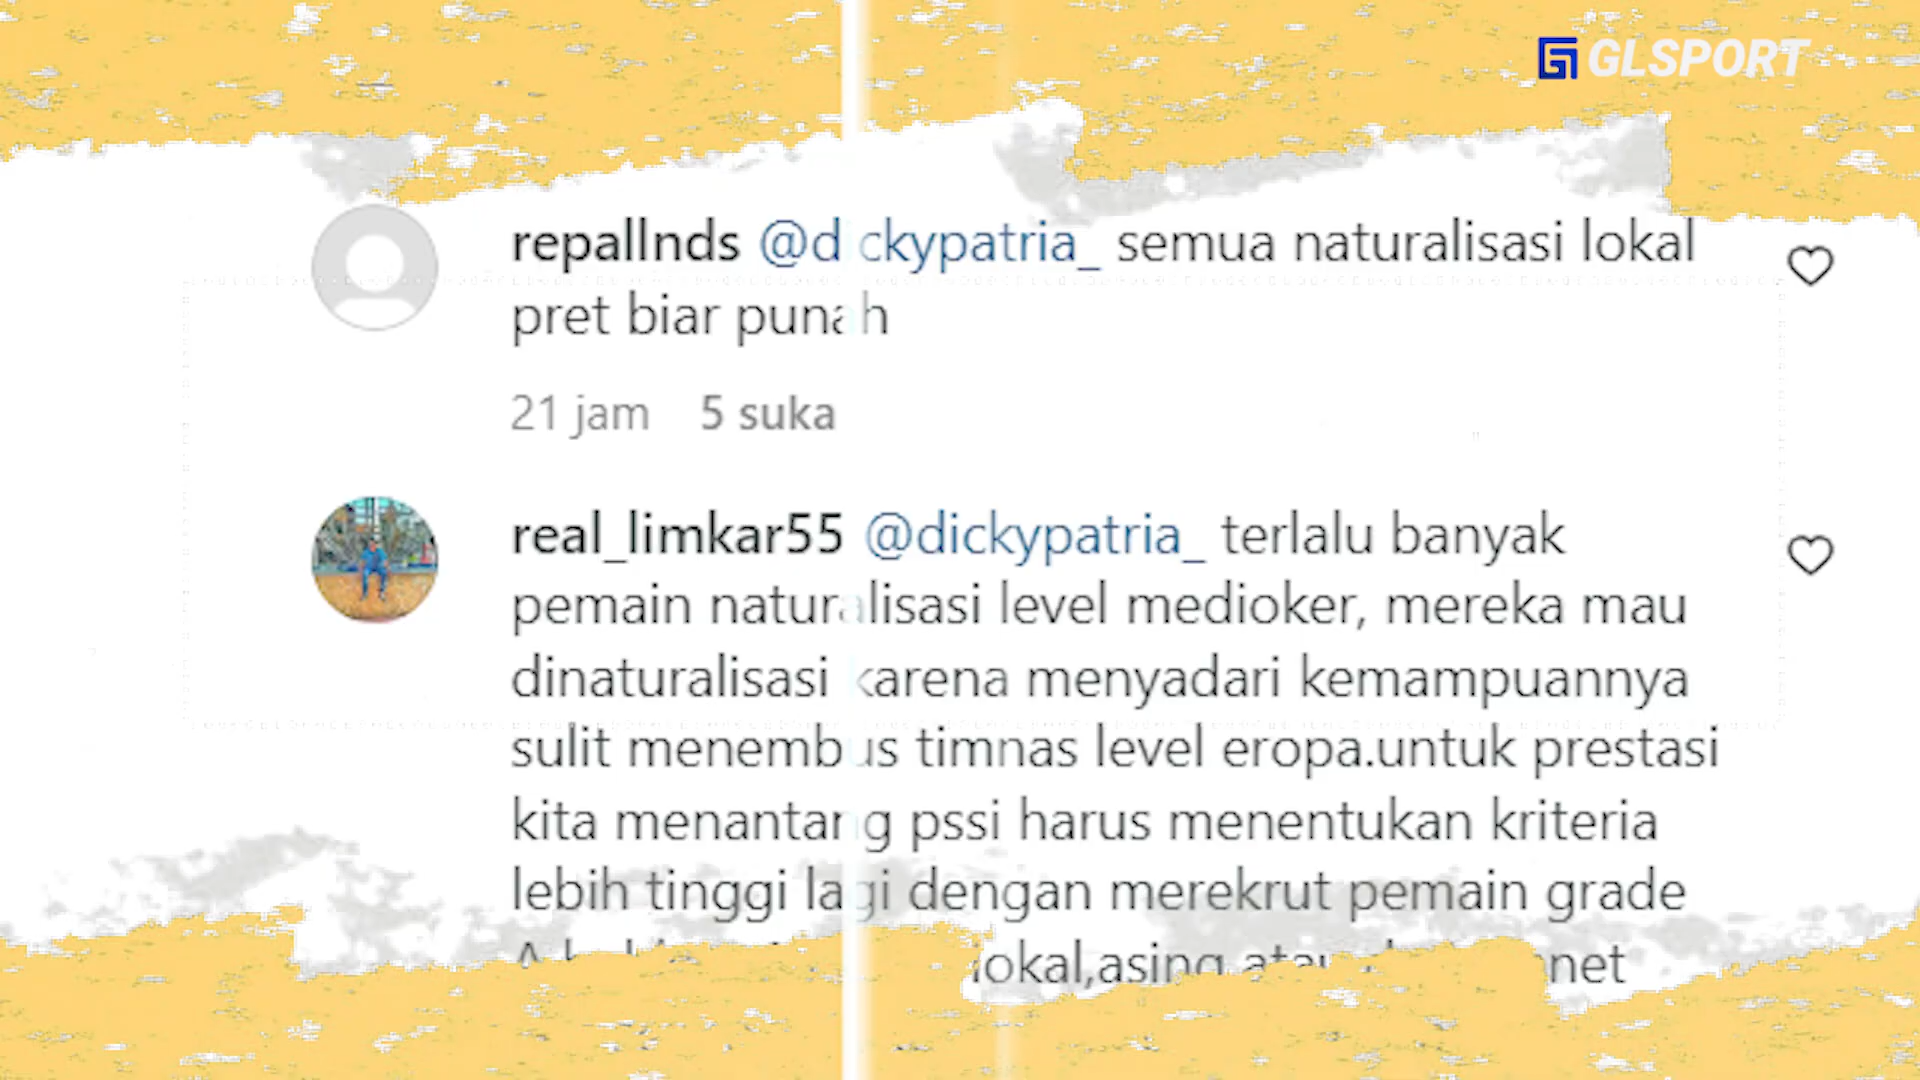 GLSPORT
repallnds @dickypatria_ semua naturalisasi lokal
pret biar punah
21 jam 5 suka
real_limkar55 @dickypatria_ terlalu banyak
pemain naturalisasi level medioker, mereka mau
dinaturalisasi karena menyadari kemampuannya
sulit menembus timnas level eropa.untuk prestasi
kita menantang pssi harus menentukan kriteria
lebih tinggi lagi dengan merekrut pemain grade
lokal,asing atau